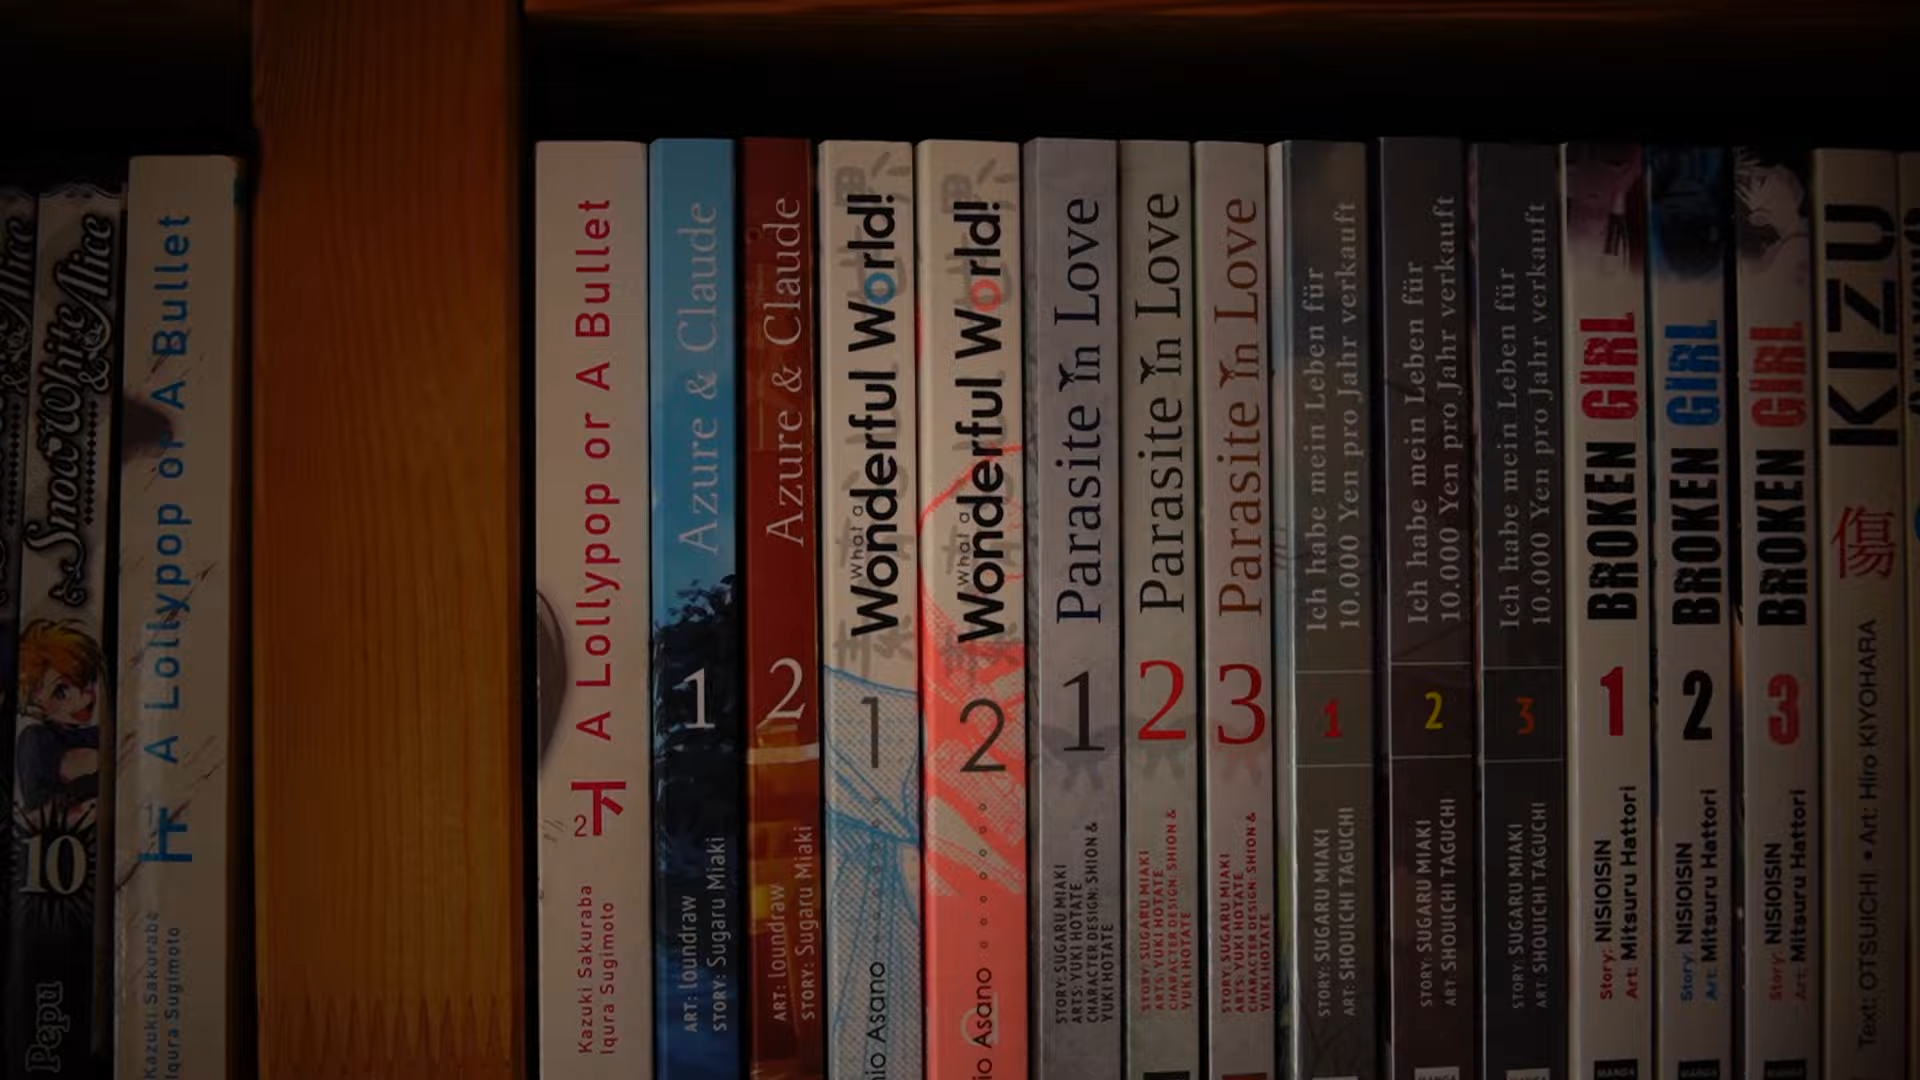 & Alice
Snow White & Alice
10
Pepu
A Lollypop or A Bullet
上
Kazuki Sakuraba
Iqura Sugimoto
A Lollypop or A Bullet
2
下
Kazuki Sakuraba
Iqura Sugimoto
Azure & Claude
1
ART: loundraw
STORY: Sugaru Miaki
Azure & Claude
2
ART: loundraw
STORY: Sugaru Miaki
What a
Wonderful World!
1
nio Asano
What a
Wonderful World!
2
io Asano
Parasite in Love
1
STORY: SUGARU MIAKI
ARTS: YUKI HOTATE
CHARACTER DESIGN: SHION &
YUKI HOTATE
Parasite in Love
2
STORY: SUGARU MIAKI
ARTS: YUKI HOTATE
CHARACTER DESIGN: SHION &
YUKI HOTATE
Parasite in Love
3
STORY: SUGARU MIAKI
ARTS: YUKI HOTATE
CHARACTER DESIGN: SHION &
YUKI HOTATE
Ich habe mein Leben für
10.000 Yen pro Jahr verkauft
1
STORY: SUGARU MIAKI
ART: SHOUICHI TAGUCHI
Ich habe mein Leben für
10.000 Yen pro Jahr verkauft
2
STORY: SUGARU MIAKI
ART: SHOUICHI TAGUCHI
Ich habe mein Leben für
10.000 Yen pro Jahr verkauft
3
STORY: SUGARU MIAKI
ART: SHOUICHI TAGUCHI
BROKEN GIRL
1
Story: NISIOISIN
Art: Mitsuru Hattori
MANGA
BROKEN GIRL
2
Story: NISIOISIN
Art: Mitsuru Hattori
MANGA
BROKEN GIRL
3
Story: NISIOISIN
Art: Mitsuru Hattori
MANGA
KIZU
傷
Text: OTSUICHI • Art: Hiro KIYOHARA